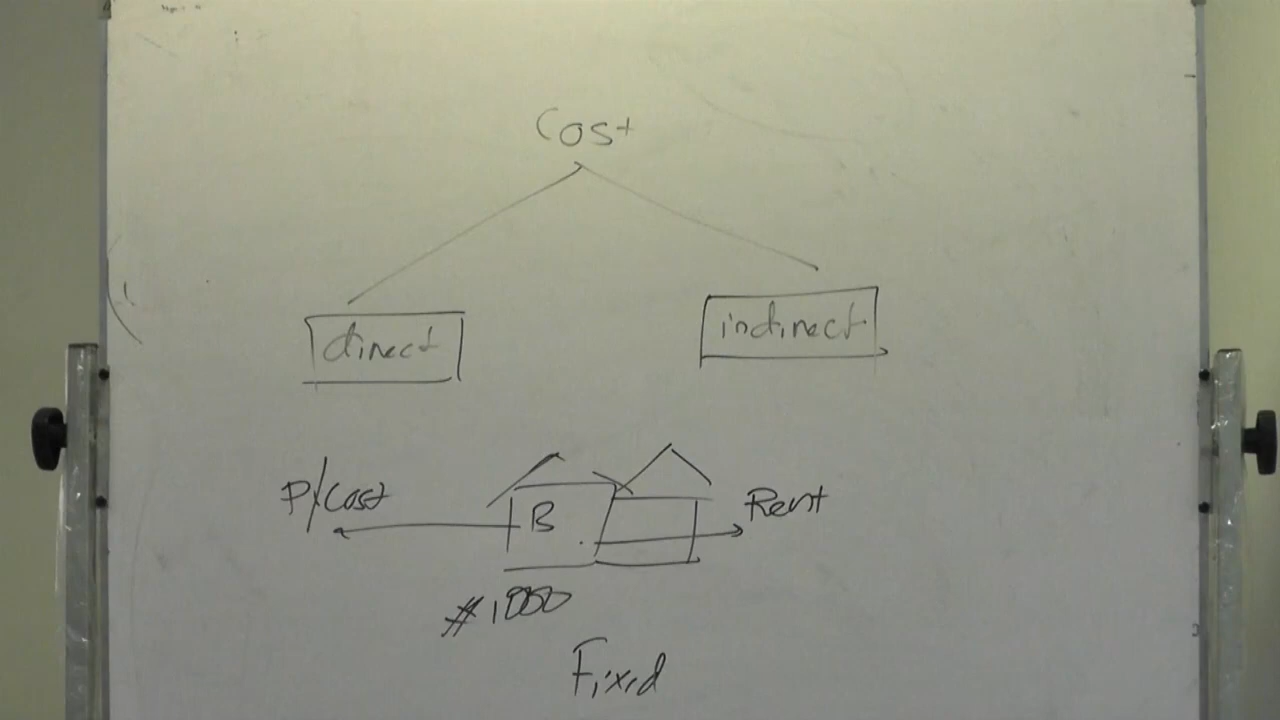 Cost
direct
indirect
P/Cost
B
Rent
#1000
Fixed